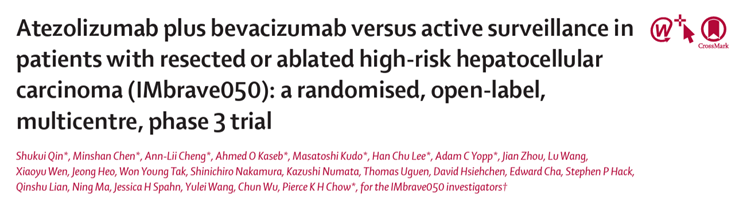 Atezolizumab plus bevacizumab versus active surveillance in
patients with resected or ablated high-risk hepatocellular
carcinoma (IMbrave050): a randomised, open-label,
multicentre, phase 3 trial
CrossMark
Shukui Qin*, Minshan Chen*, Ann-Lii Cheng*, Ahmed O Kaseb*, Masatoshi Kudo*, Han Chu Lee*, Adam C Yopp*, Jian Zhou, Lu Wang,
Xiaoyu Wen, Jeong Heo, Won Young Tak, Shinichiro Nakamura, Kazushi Numata, Thomas Uguen, David Hsiehchen, Edward Cha, Stephen P Hack,
Qinshu Lian, Ning Ma, Jessica H Spahn, Yulei Wang, Chun Wu, Pierce K H Chow*, for the IMbrave050 investigators†